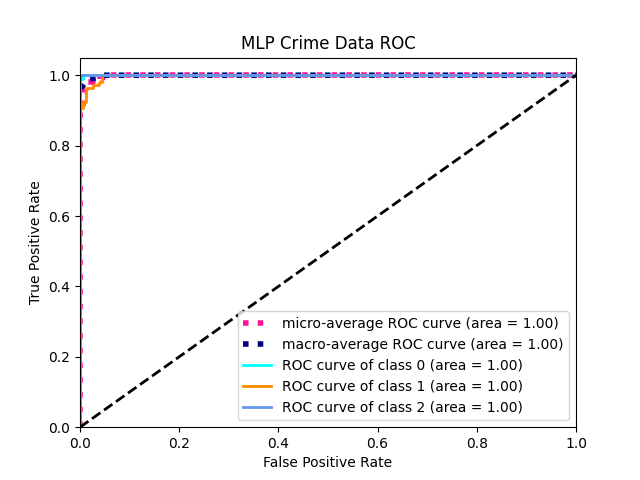 MLP Crime Data ROC
True Positive Rate
1.0
0.8
0.6
0.4
0.2
0.0
micro-average ROC curve (area = 1.00)
macro-average ROC curve (area = 1.00)
ROC curve of class 0 (area = 1.00)
ROC curve of class 1 (area = 1.00)
ROC curve of class 2 (area = 1.00)
0.0 0.2 0.4 0.6 0.8 1.0
False Positive Rate